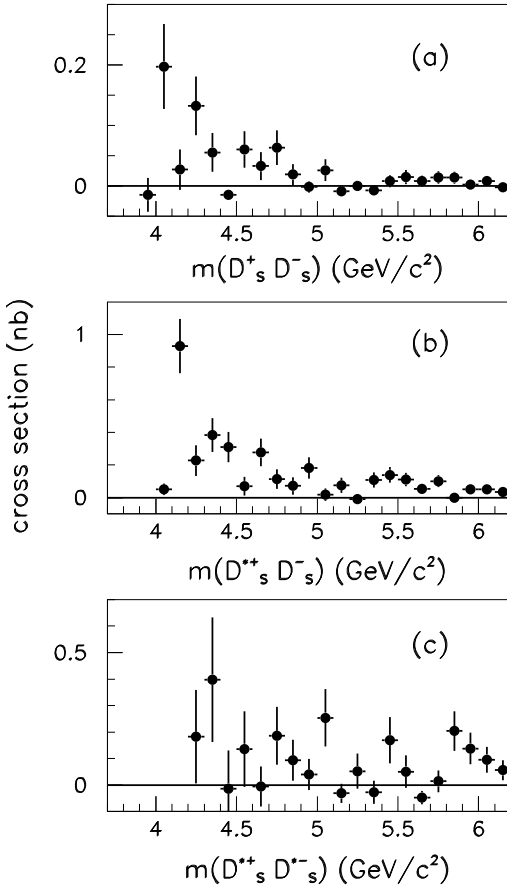 (a)
0.2
0
4 4.5 5 5.5 6
m(D⁺ₛ D⁻ₛ) (GeV/c²)
cross section (nb)
(b)
1
0
4 4.5 5 5.5 6
m(D*⁺ₛ D⁻ₛ) (GeV/c²)
(c)
0.5
0
4 4.5 5 5.5 6
m(D*⁺ₛ D*⁻ₛ) (GeV/c²)